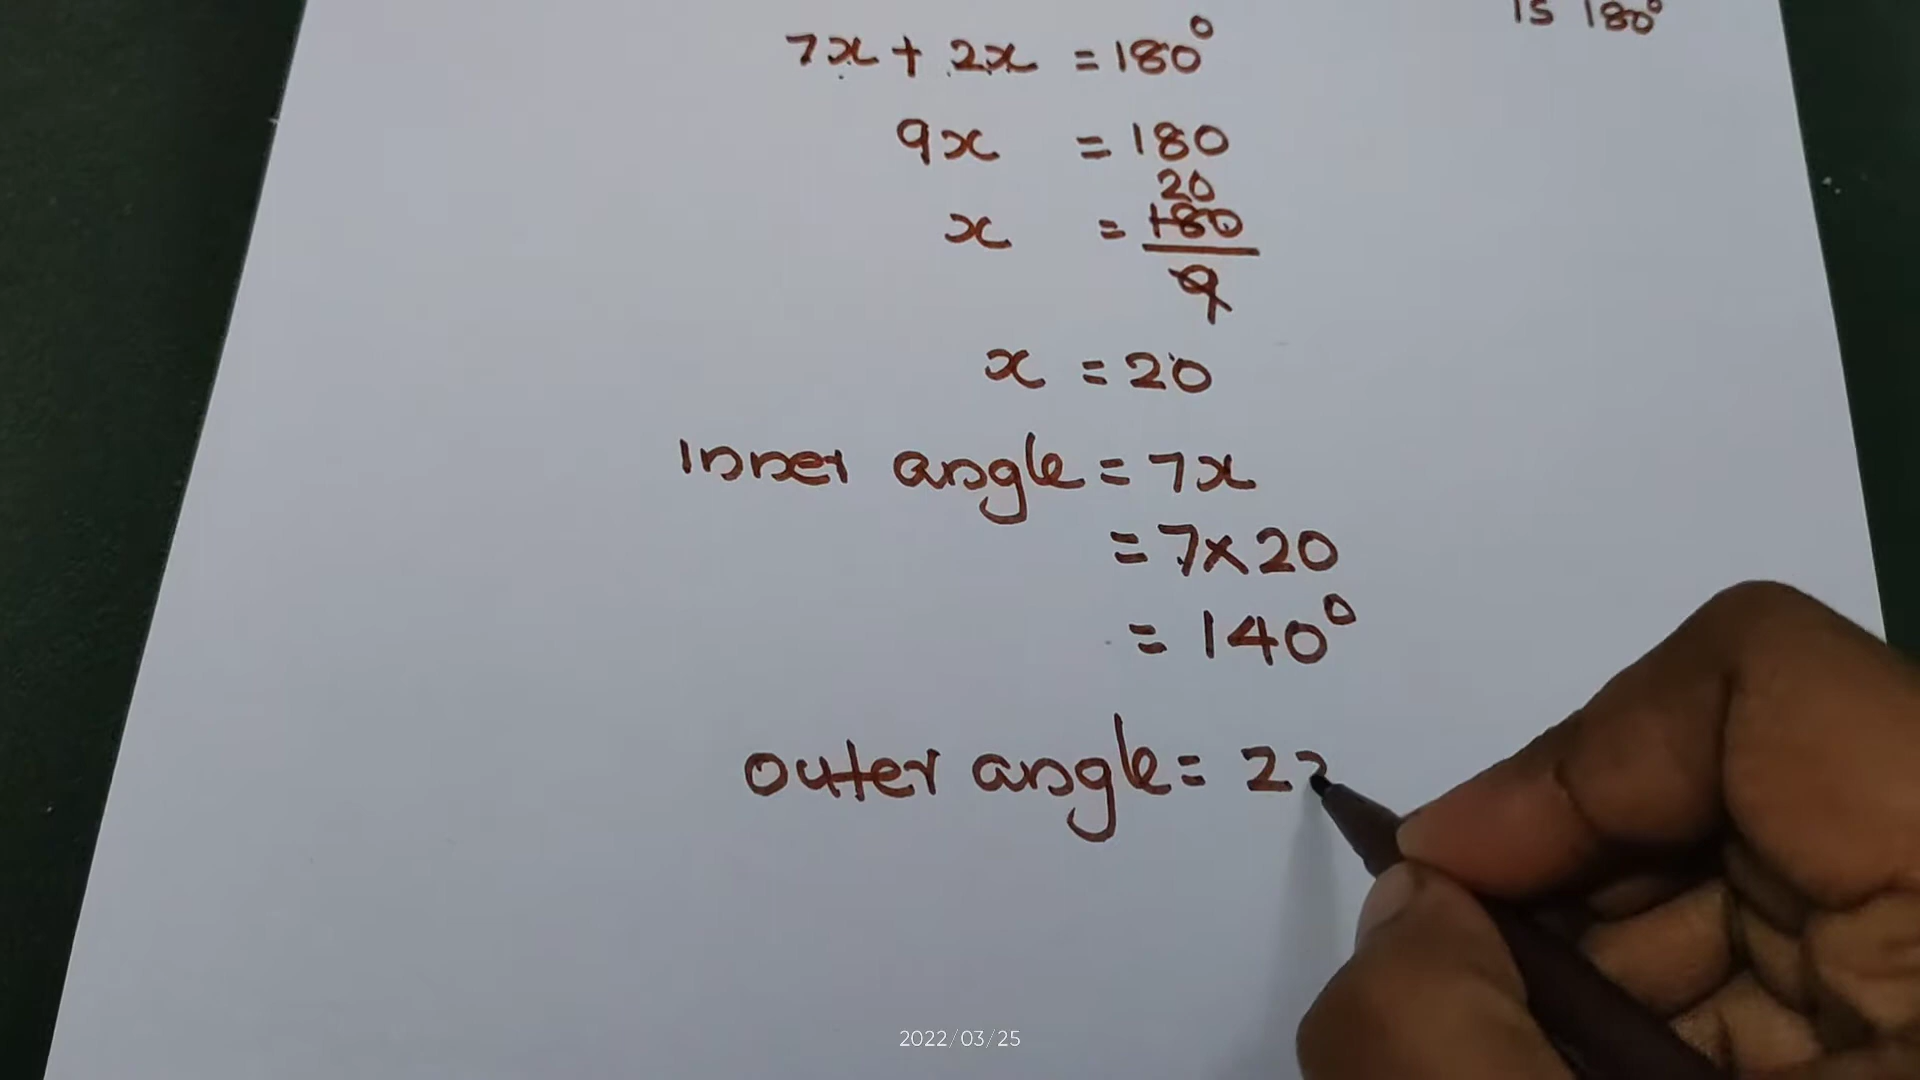 is 180°
7x + 2x = 180°
9x = 180
20
x = 180
9
x = 20
inner angle = 7x
= 7x20
= 140°
outer angle = 2
2022/03/25